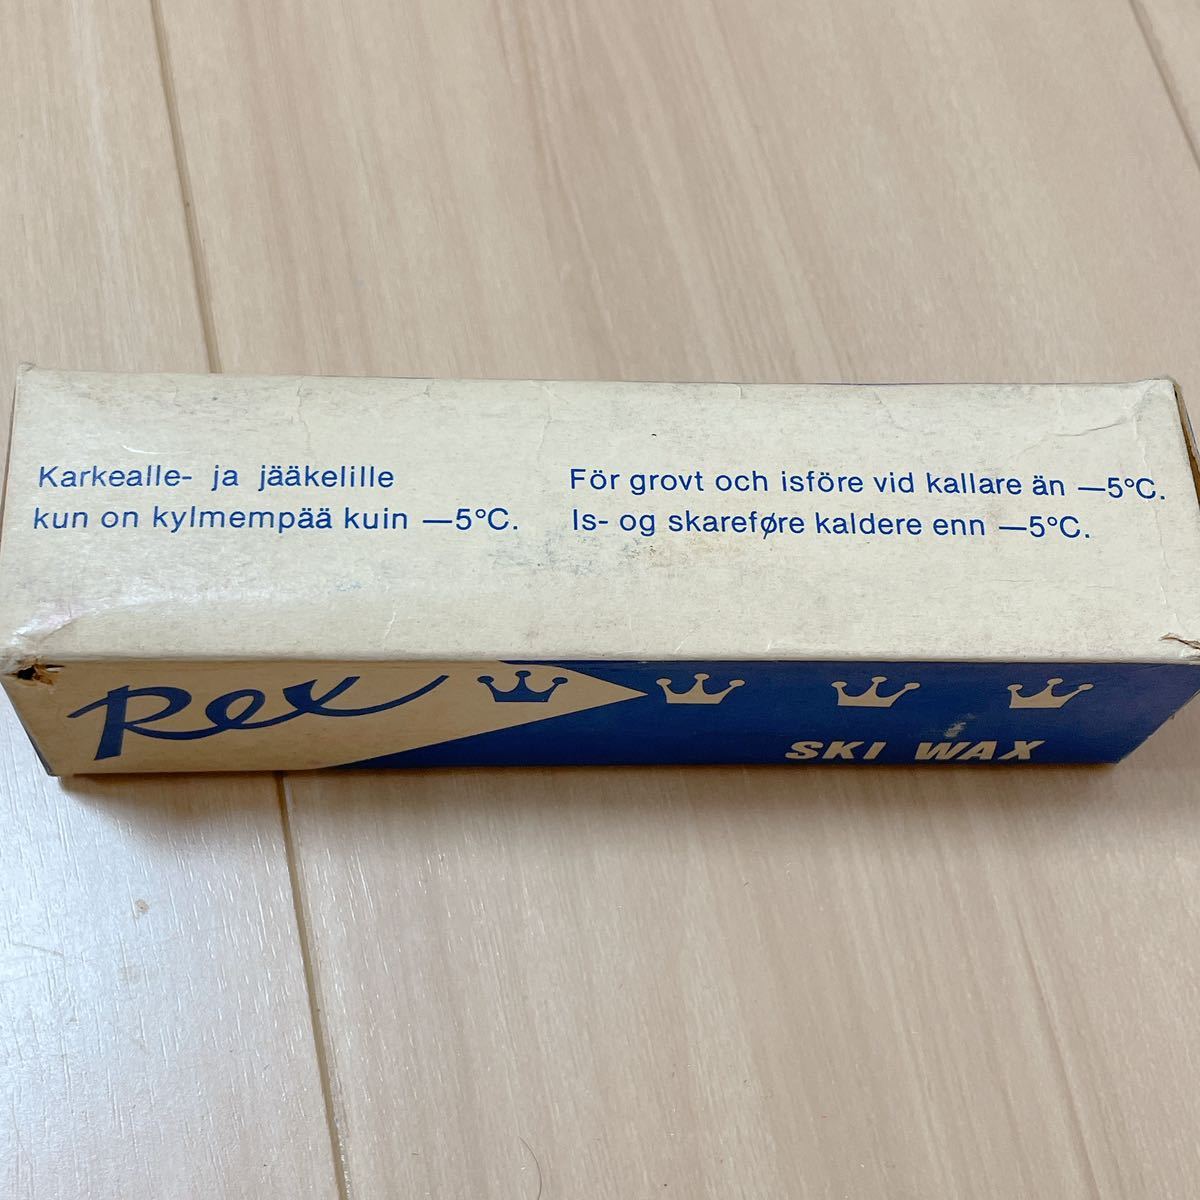 Karkealle- ja jääkelille
kun on kylmempää kuin —5°C.
För grovt och isföre vid kallare än —5°C.
Is- og skareføre kaldere enn —5°C.
Rex
SKI WAX